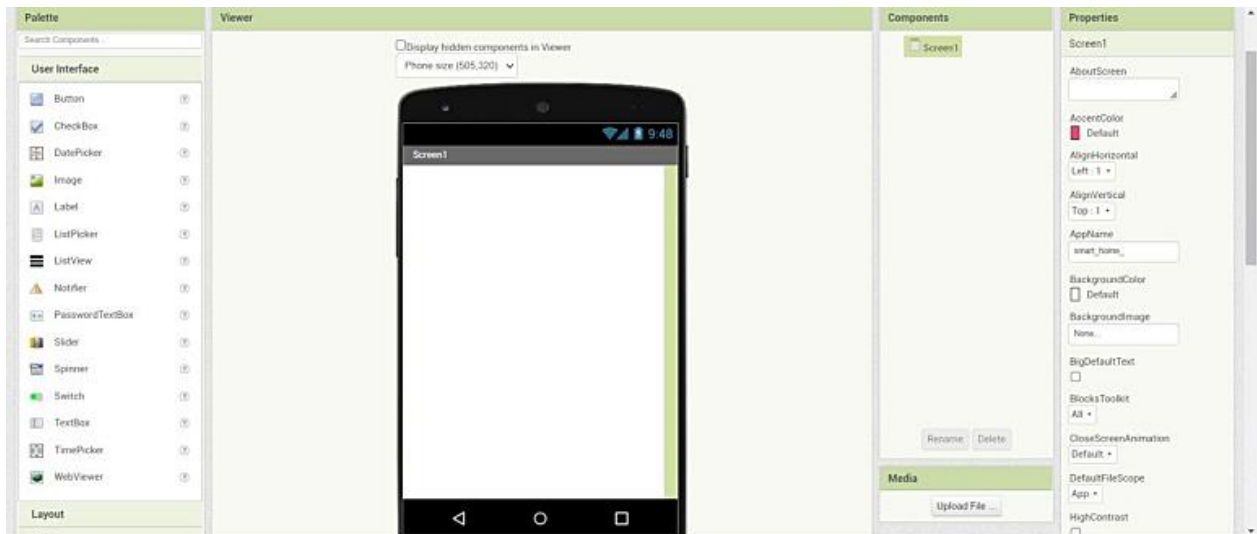 Palette
Search Components...
User Interface
Button
CheckBox
DatePicker
Image
Label
ListPicker
ListView
Notifier
PasswordTextBox
Slider
Spinner
Switch
TextBox
TimePicker
WebViewer
Layout
Viewer
Display hidden components in Viewer
Phone size (505,320)
9:48
Screen1
Components
Screen1
Rename Delete
Media
Upload File ...
Properties
Screen1
AboutScreen
AccentColor
Default
AlignHorizontal
Left : 1
AlignVertical
Top : 1
AppName
smart_home_
BackgroundColor
Default
BackgroundImage
None...
BigDefaultText
BlocksToolkit
All
CloseScreenAnimation
Default
DefaultFileScope
App
HighContrast